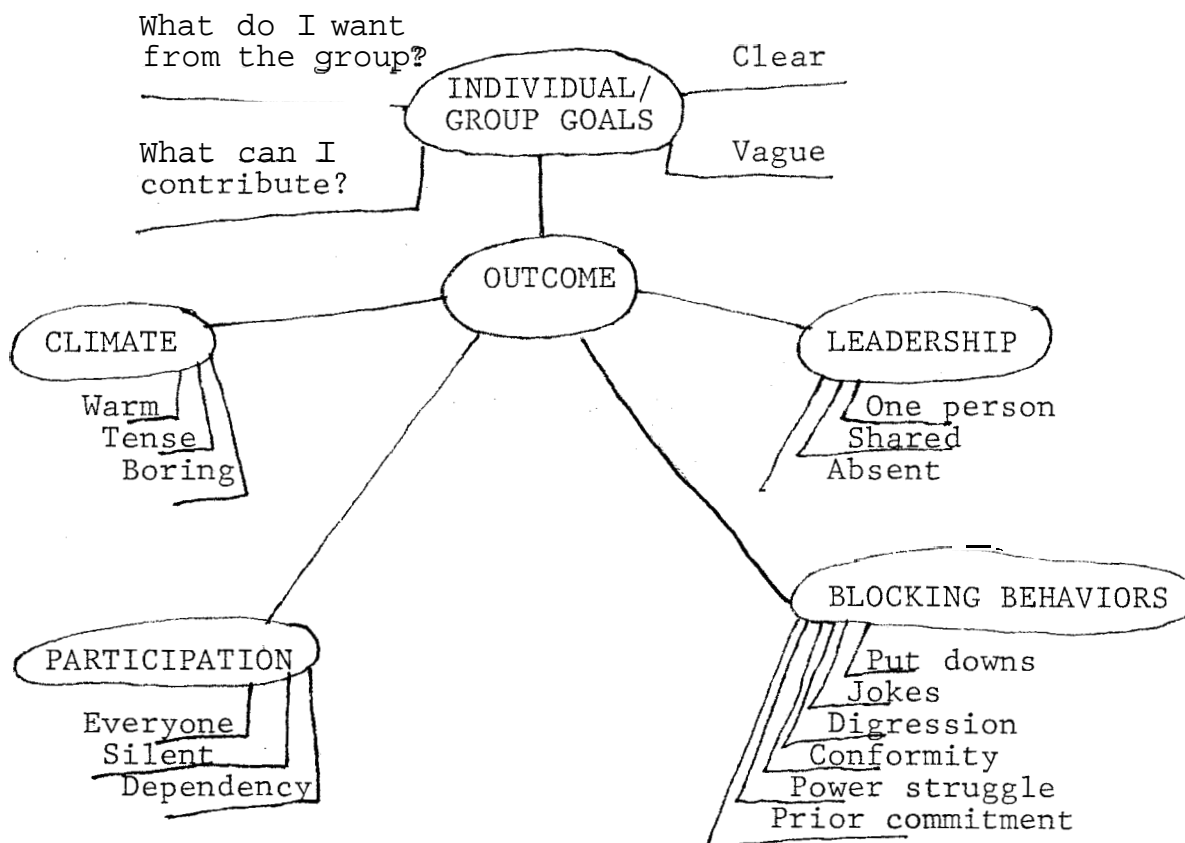 What do I want
from the group?
Clear
INDIVIDUAL/
GROUP GOALS
What can I
contribute?
Vague
OUTCOME
CLIMATE
Warm
Tense
Boring
LEADERSHIP
One person
Shared
Absent
PARTICIPATION
Everyone
Silent
Dependency
BLOCKING BEHAVIORS
Put downs
Jokes
Digression
Conformity
Power struggle
Prior commitment